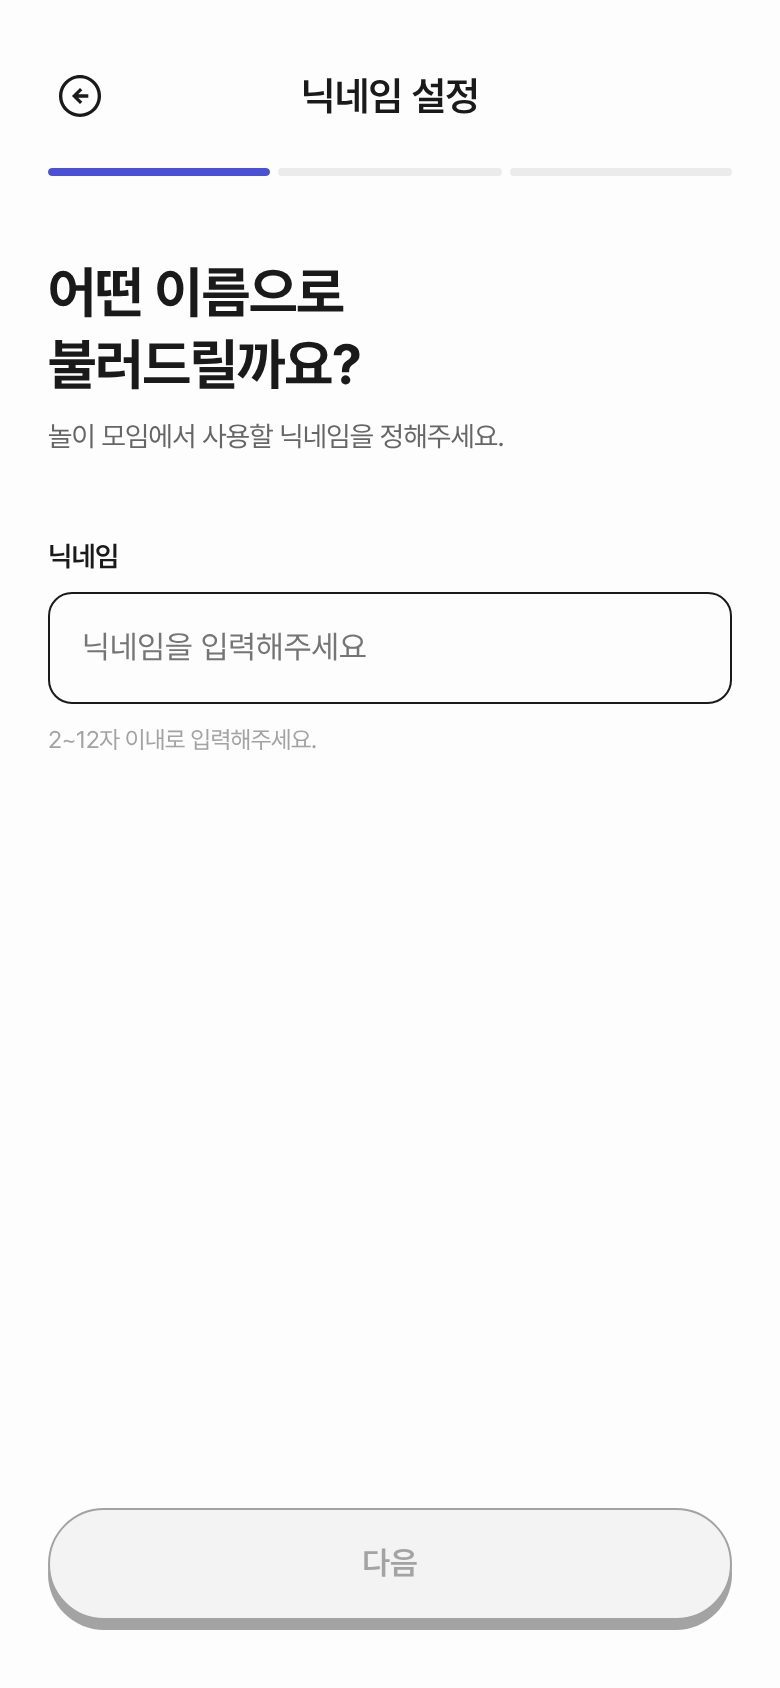 닉네임 설정
어떤 이름으로
불러드릴까요?
놀이 모임에서 사용할 닉네임을 정해주세요.
닉네임
닉네임을 입력해주세요
2~12자 이내로 입력해주세요.
다음